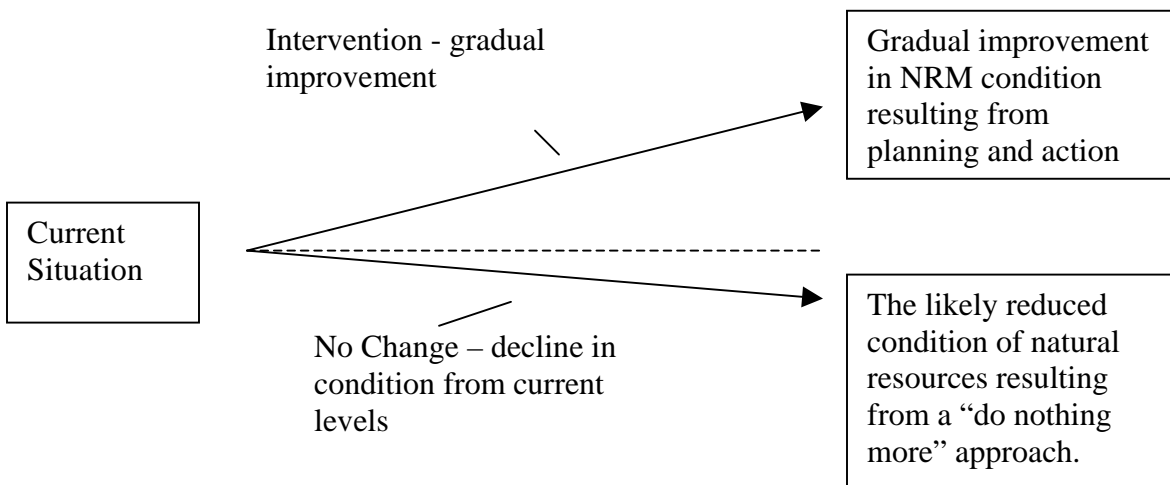 Intervention - gradual
improvement
Gradual improvement
in NRM condition
resulting from
planning and action
Current
Situation
No Change – decline in
condition from current
levels
The likely reduced
condition of natural
resources resulting
from a “do nothing
more” approach.